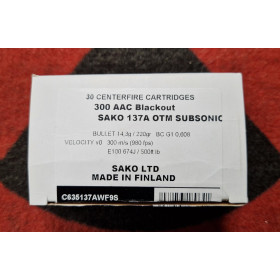 30 CENTERFIRE CARTRIDGES
300 AAC Blackout
SAKO 137A OTM SUBSONIC
BULLET 14,3g / 220gr BC G1 0,608
VELOCITY v0 300 m/s (980 fps)
E100 674J / 500ft.lb
SAKO LTD
MADE IN FINLAND
C635137AWF9S